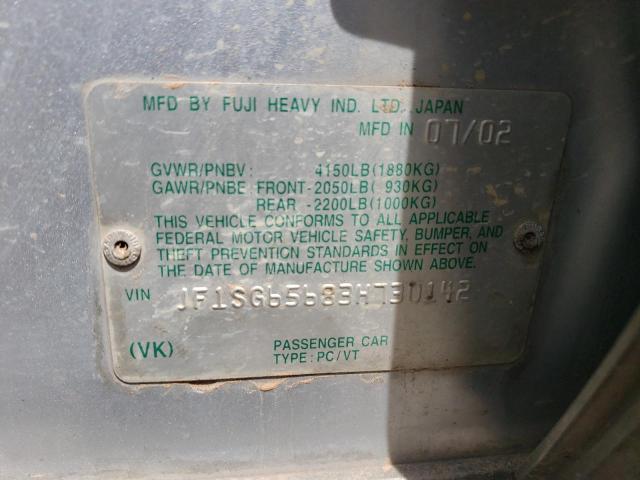 MFD BY FUJI HEAVY IND. LTD. JAPAN
MFD IN 07/02
GVWR/PNBV: 4150LB(1880KG)
GAWR/PNBE FRONT-2050LB( 930KG)
REAR -2200LB(1000KG)
THIS VEHICLE CONFORMS TO ALL APPLICABLE
FEDERAL MOTOR VEHICLE SAFETY, BUMPER, AND
THEFT PREVENTION STANDARDS IN EFFECT ON
THE DATE OF MANUFACTURE SHOWN ABOVE.
VIN JF1SG65683H730142
(VK) PASSENGER CAR
TYPE: PC/VT